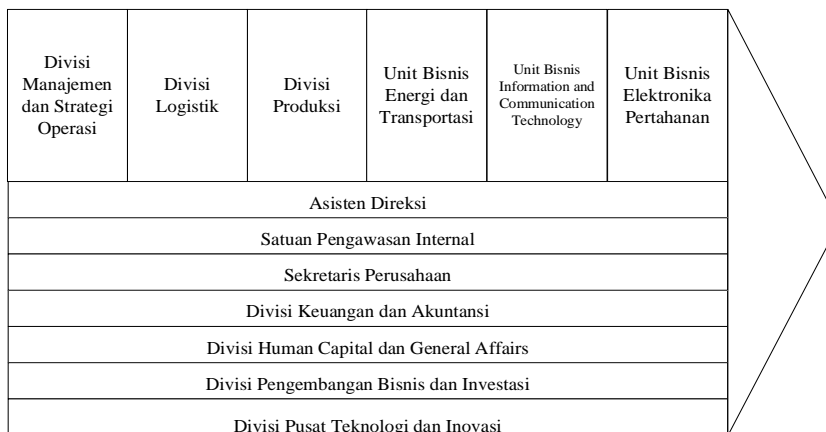 Divisi
Manajemen
dan Strategi
Operasi
Divisi
Logistik
Divisi
Produksi
Unit Bisnis
Energi dan
Transportasi
Unit Bisnis
Information and
Communication
Technology
Unit Bisnis
Elektronika
Pertahanan
Asisten Direksi
Satuan Pengawasan Internal
Sekretaris Perusahaan
Divisi Keuangan dan Akuntansi
Divisi Human Capital dan General Affairs
Divisi Pengembangan Bisnis dan Investasi
Divisi Pusat Teknologi dan Inovasi